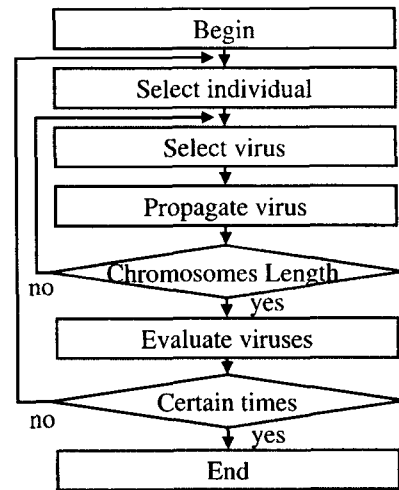 Begin
Select individual
Select virus
Propagate virus
Chromosomes Length
no
yes
Evaluate viruses
Certain times
no
yes
End